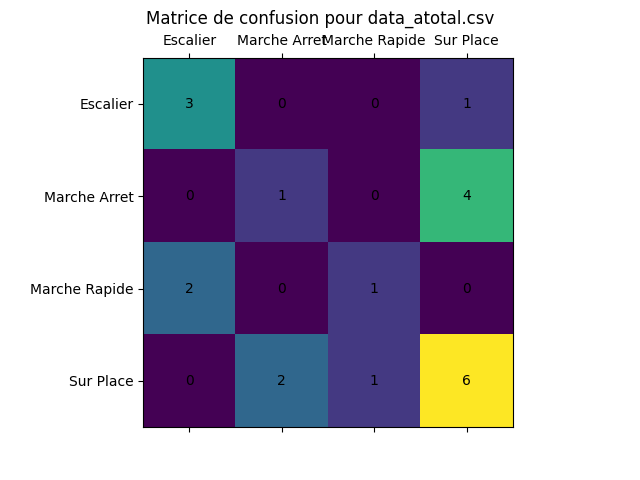 Matrice de confusion pour data_atotal.csv
Escalier Marche Arret Marche Rapide Sur Place
Escalier 3 0 0 1
Marche Arret 0 1 0 4
Marche Rapide 2 0 1 0
Sur Place 0 2 1 6